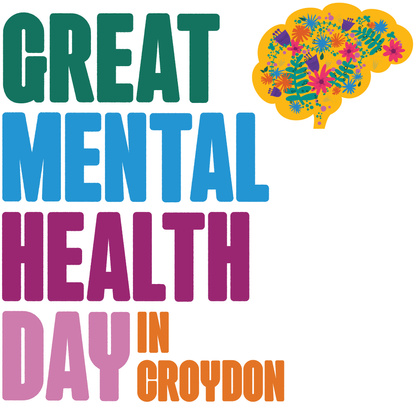 GREAT
MENTAL
HEALTH
DAY IN
CROYDON